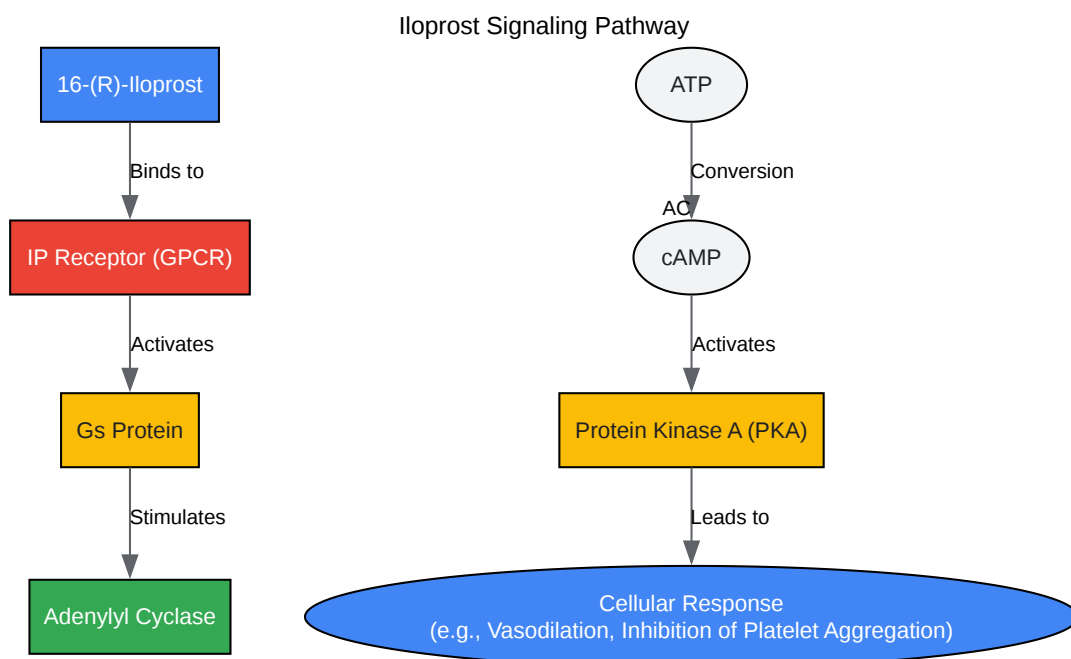 Iloprost Signaling Pathway
16-(R)-Iloprost
Binds to
IP Receptor (GPCR)
Activates
Gs Protein
Stimulates
Adenylyl Cyclase
ATP
Conversion
AC
cAMP
Activates
Protein Kinase A (PKA)
Leads to
Cellular Response
(e.g., Vasodilation, Inhibition of Platelet Aggregation)